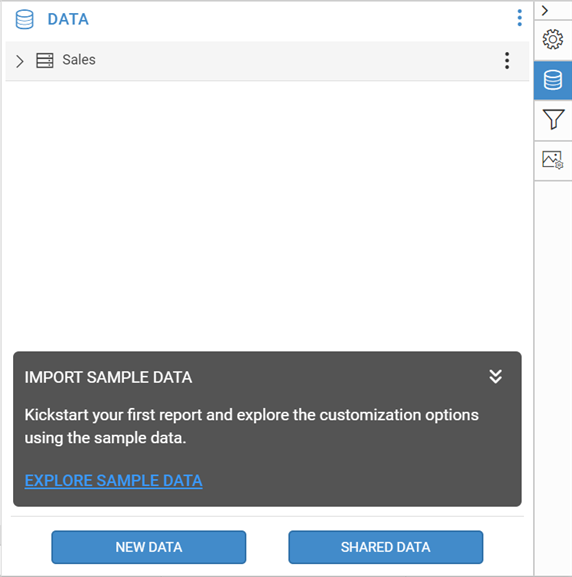 DATA
Sales
IMPORT SAMPLE DATA
Kickstart your first report and explore the customization options
using the sample data.
EXPLORE SAMPLE DATA
NEW DATA
SHARED DATA